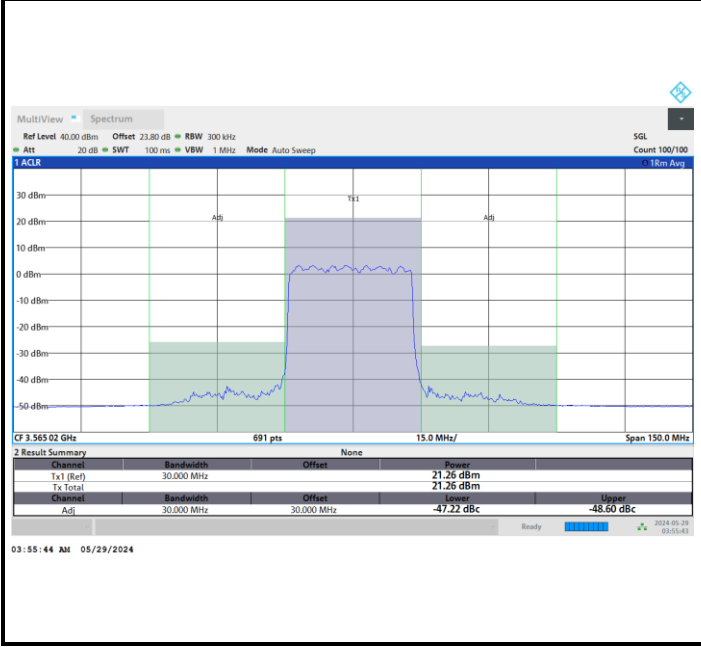 MultiView Spectrum
Ref Level 40.00 dBm Offset 23.80 dB RBW 300 kHz SGL
Att 20 dB SWT 100 ms VBW 1 MHz Mode Auto Sweep Count 100/100
1 ACLR 1Rm Avg
30 dBm
Tx1
20 dBm
Adj Adj
10 dBm
0 dBm
-10 dBm
-20 dBm
-30 dBm
-40 dBm
-50 dBm
CF 3.565 02 GHz 691 pts 15.0 MHz/ Span 150.0 MHz
2 Result Summary None
Channel Bandwidth Offset Power
Tx1 (Ref) 30.000 MHz 21.26 dBm
Tx Total 21.26 dBm
Channel Bandwidth Offset Lower Upper
Adj 30.000 MHz 30.000 MHz -47.22 dBc -48.60 dBc
Ready 2024-05-29
03:55:43
03:55:44 AM 05/29/2024